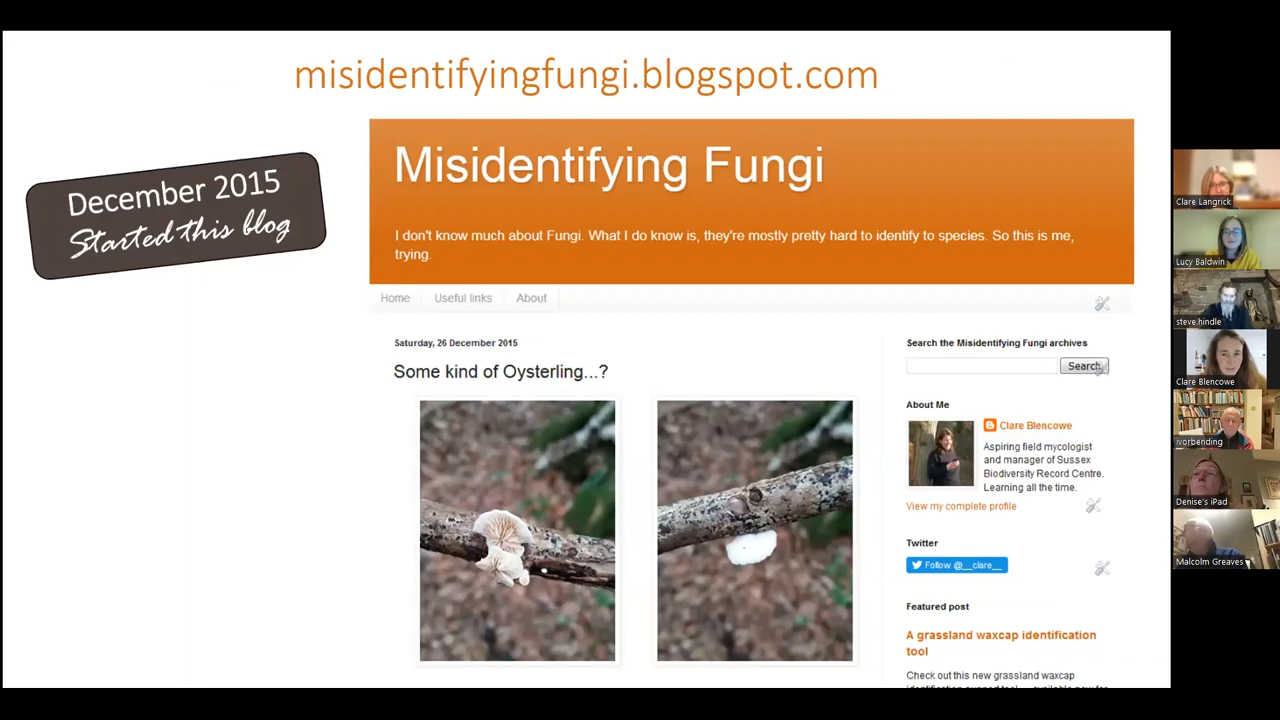 misidentifyingfungi.blogspot.com
December 2015
Started this blog
Misidentifying Fungi
I don't know much about Fungi. What I do know is, they're mostly pretty hard to identify to species. So this is me,
trying.
Home
Useful links
About
Saturday, 26 December 2015
Some kind of Oysterling...?
Search the Misidentifying Fungi archives
Search
About Me
Clare Blencowe
Aspiring field mycologist
and manager of Sussex
Biodiversity Record Centre.
Learning all the time.
View my complete profile
Twitter
Follow @__clare__
Featured post
A grassland waxcap identification
tool
Check out this new grassland waxcap
Clare Langrick
Lucy Baldwin
steve.hindle
Clare Blencowe
ivorbending
Denise's iPad
Malcolm Greaves